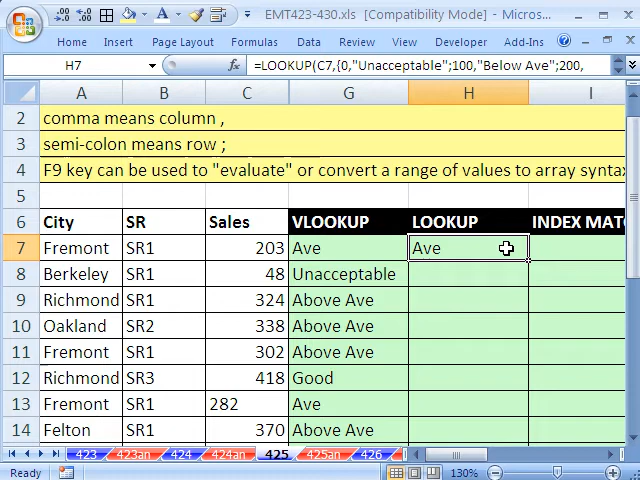 EMT423-430.xls [Compatibility Mode] - Micros...
Home Insert Page Layout Formulas Data Review View Developer Add-Ins
H7 =LOOKUP(C7,{0,"Unacceptable";100,"Below Ave";200,
A B C G H I
2 comma means column ,
3 semi-colon means row ;
4 F9 key can be used to "evaluate" or convert a range of values to array syntax
5
6 City SR Sales VLOOKUP LOOKUP INDEX MATC
7 Fremont SR1 203 Ave Ave
8 Berkeley SR1 48 Unacceptable
9 Richmond SR1 324 Above Ave
10 Oakland SR2 338 Above Ave
11 Fremont SR1 302 Above Ave
12 Richmond SR3 418 Good
13 Fremont SR1 282 Ave
14 Felton SR1 370 Above Ave
423 423an 424 424an 425 425an 426
Ready 130%